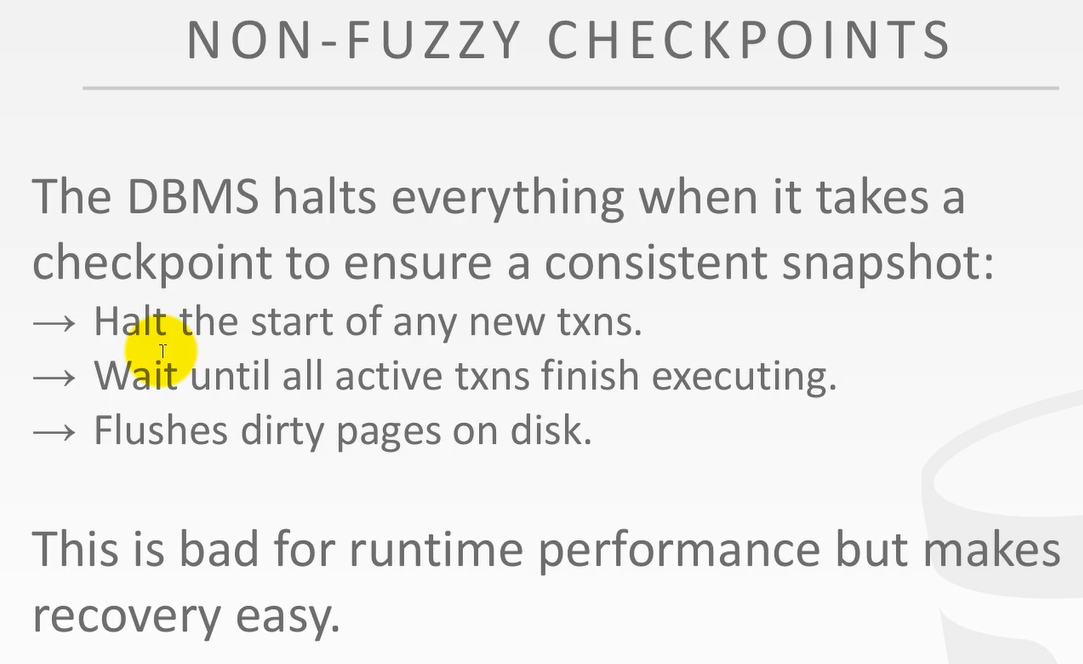 NON-FUZZY CHECKPOINTS
The DBMS halts everything when it takes a
checkpoint to ensure a consistent snapshot:
→ Halt the start of any new txns.
→ Wait until all active txns finish executing.
→ Flushes dirty pages on disk.
This is bad for runtime performance but makes
recovery easy.